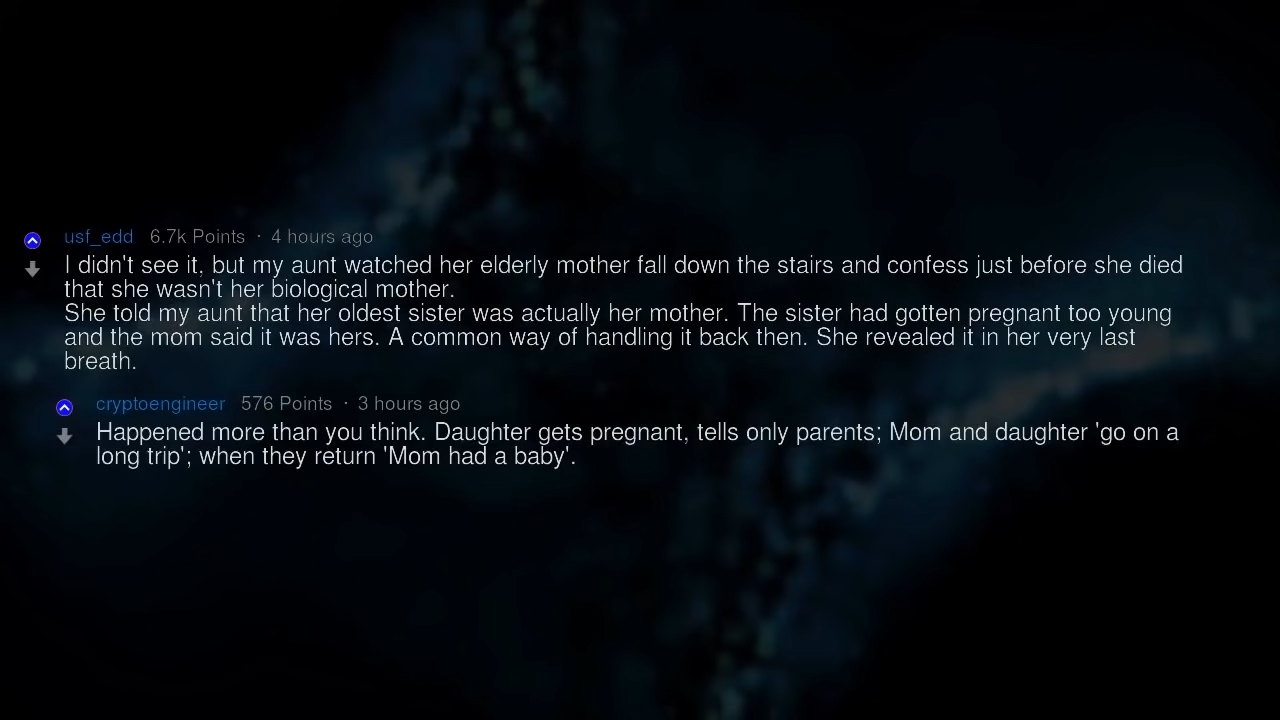 usf_edd 6.7k Points · 4 hours ago
I didn't see it, but my aunt watched her elderly mother fall down the stairs and confess just before she died
that she wasn't her biological mother.
She told my aunt that her oldest sister was actually her mother. The sister had gotten pregnant too young
and the mom said it was hers. A common way of handling it back then. She revealed it in her very last
breath.
cryptoengineer 576 Points · 3 hours ago
Happened more than you think. Daughter gets pregnant, tells only parents; Mom and daughter 'go on a
long trip'; when they return 'Mom had a baby'.